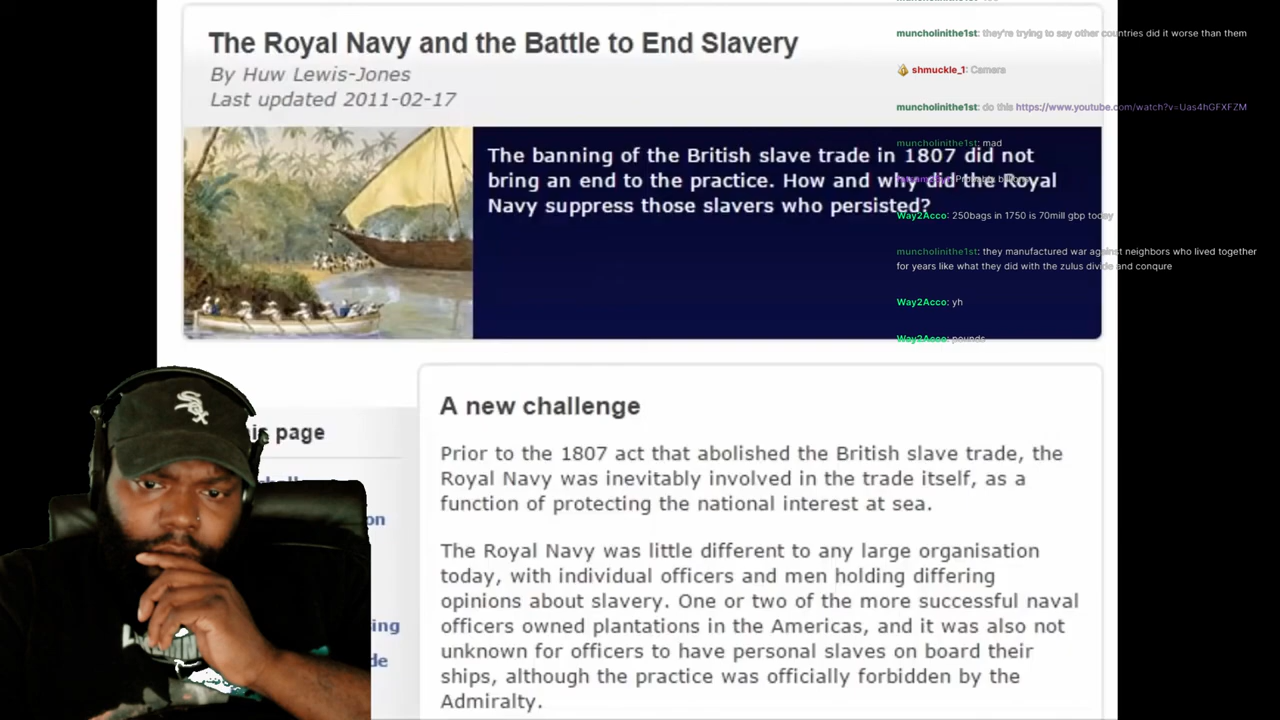 The Royal Navy and the Battle to End Slavery
By Huw Lewis-Jones
Last updated 2011-02-17
The banning of the British slave trade in 1807 did not
bring an end to the practice. How and why did the Royal
Navy suppress those slavers who persisted?
is page
on
sing
de
A new challenge
Prior to the 1807 act that abolished the British slave trade, the
Royal Navy was inevitably involved in the trade itself, as a
function of protecting the national interest at sea.
The Royal Navy was little different to any large organisation
today, with individual officers and men holding differing
opinions about slavery. One or two of the more successful naval
officers owned plantations in the Americas, and it was also not
unknown for officers to have personal slaves on board their
ships, although the practice was officially forbidden by the
Admiralty.
muncholinithe1st: they're trying to say other countries did it worse than them
shmuckle_1: Camera
muncholinithe1st: do this https://www.youtube.com/watch?v=Uas4hGFXFZM
muncholinithe1st: mad
Way2Acco: 250bags in 1750 is 70mill gbp today
muncholinithe1st: they manufactured war against neighbors who lived together
for years like what they did with the zulus divide and conqure
Way2Acco: yh
Way2Acco: pounds
Sox